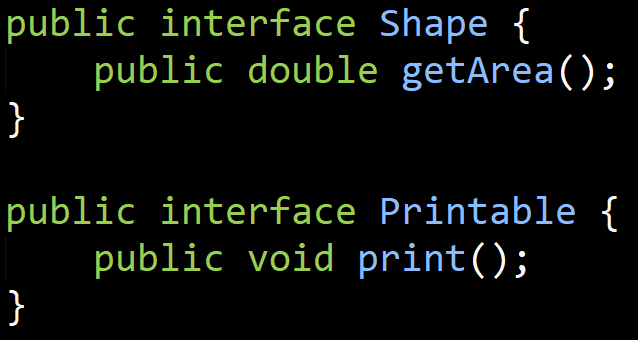 public interface Shape {
    public double getArea();
}
public interface Printable {
    public void print();
}